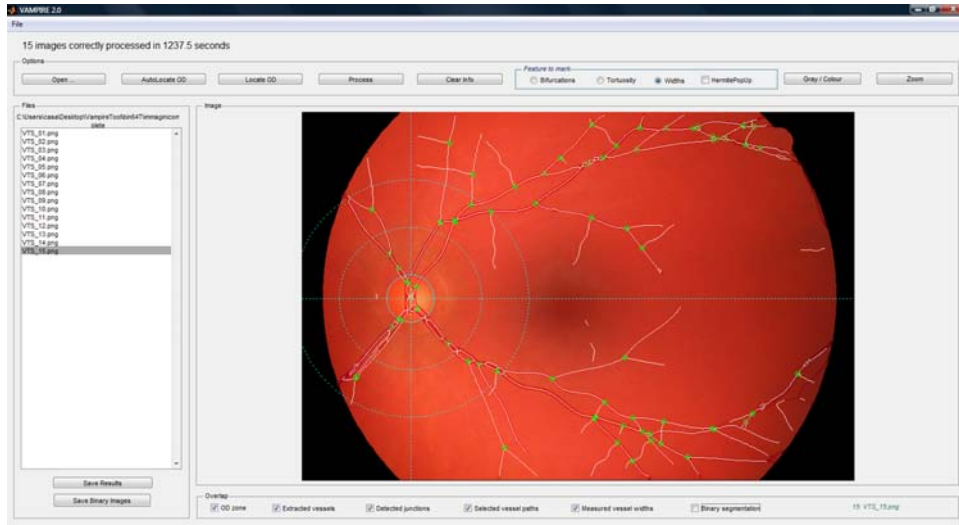 VAMPIRE 2.0
File
15 images correctly processed in 1237.5 seconds
Options
Open ...
AutoLocate OD
Locate OD
Process
Clear Info
Feature to mark
Bifurcations
Tortuosity
Widths
HermitePopUp
Gray / Colour
Zoom
Files
Image
plete
VTS_01.png
VTS_02.png
VTS_03.png
VTS_04.png
VTS_05.png
VTS_06.png
VTS_07.png
VTS_08.png
VTS_09.png
VTS_10.png
VTS_11.png
VTS_12.png
VTS_13.png
VTS_14.png
VTS_15.png
Save Results
Save Binary Images
Overlap
OD zone
Extracted vessels
Detected junctions
Selected vessel paths
Measured vessel widths
Binary segmentation
15 VTS_15.png